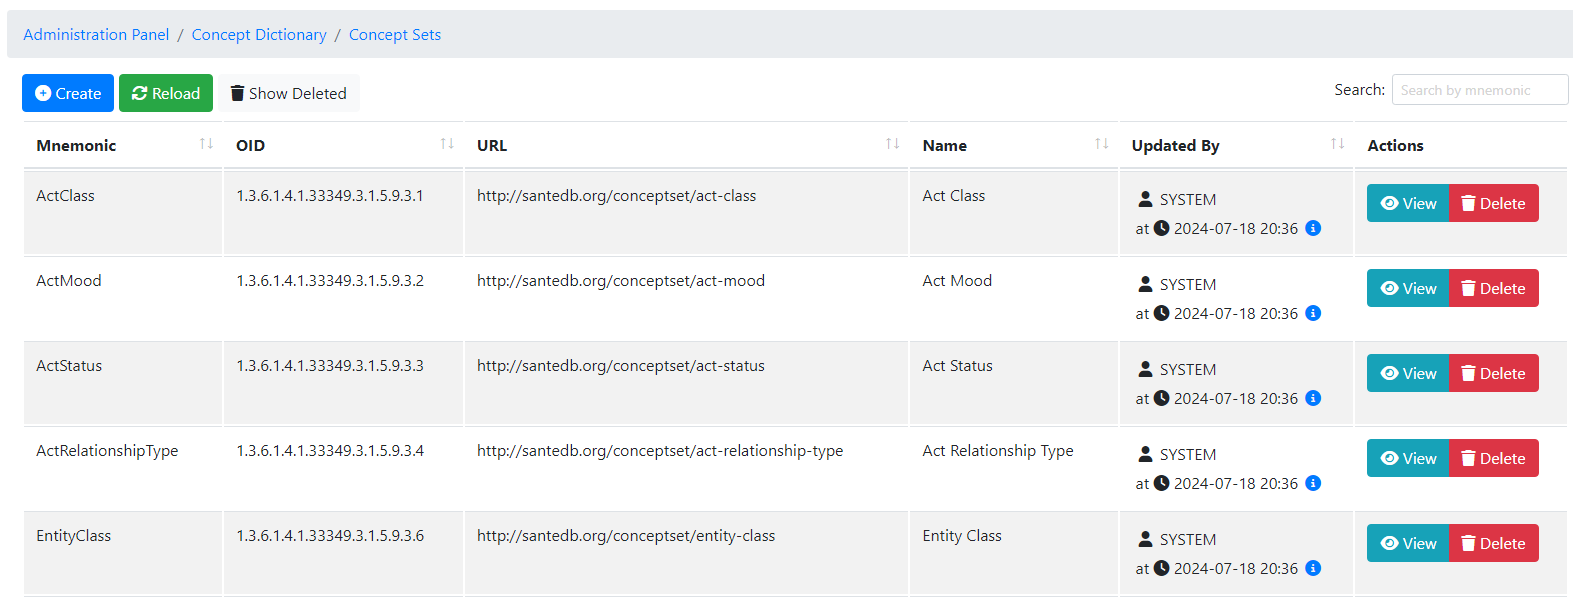 Administration Panel / Concept Dictionary / Concept Sets
Create Reload Show Deleted Search: Search by mnemonic
Mnemonic OID URL Name Updated By Actions
ActClass 1.3.6.1.4.1.33349.3.1.5.9.3.1 http://santedb.org/conceptset/act-class Act Class SYSTEM View Delete
at 2024-07-18 20:36
ActMood 1.3.6.1.4.1.33349.3.1.5.9.3.2 http://santedb.org/conceptset/act-mood Act Mood SYSTEM View Delete
at 2024-07-18 20:36
ActStatus 1.3.6.1.4.1.33349.3.1.5.9.3.3 http://santedb.org/conceptset/act-status Act Status SYSTEM View Delete
at 2024-07-18 20:36
ActRelationshipType 1.3.6.1.4.1.33349.3.1.5.9.3.4 http://santedb.org/conceptset/act-relationship-type Act Relationship Type SYSTEM View Delete
at 2024-07-18 20:36
EntityClass 1.3.6.1.4.1.33349.3.1.5.9.3.6 http://santedb.org/conceptset/entity-class Entity Class SYSTEM View Delete
at 2024-07-18 20:36